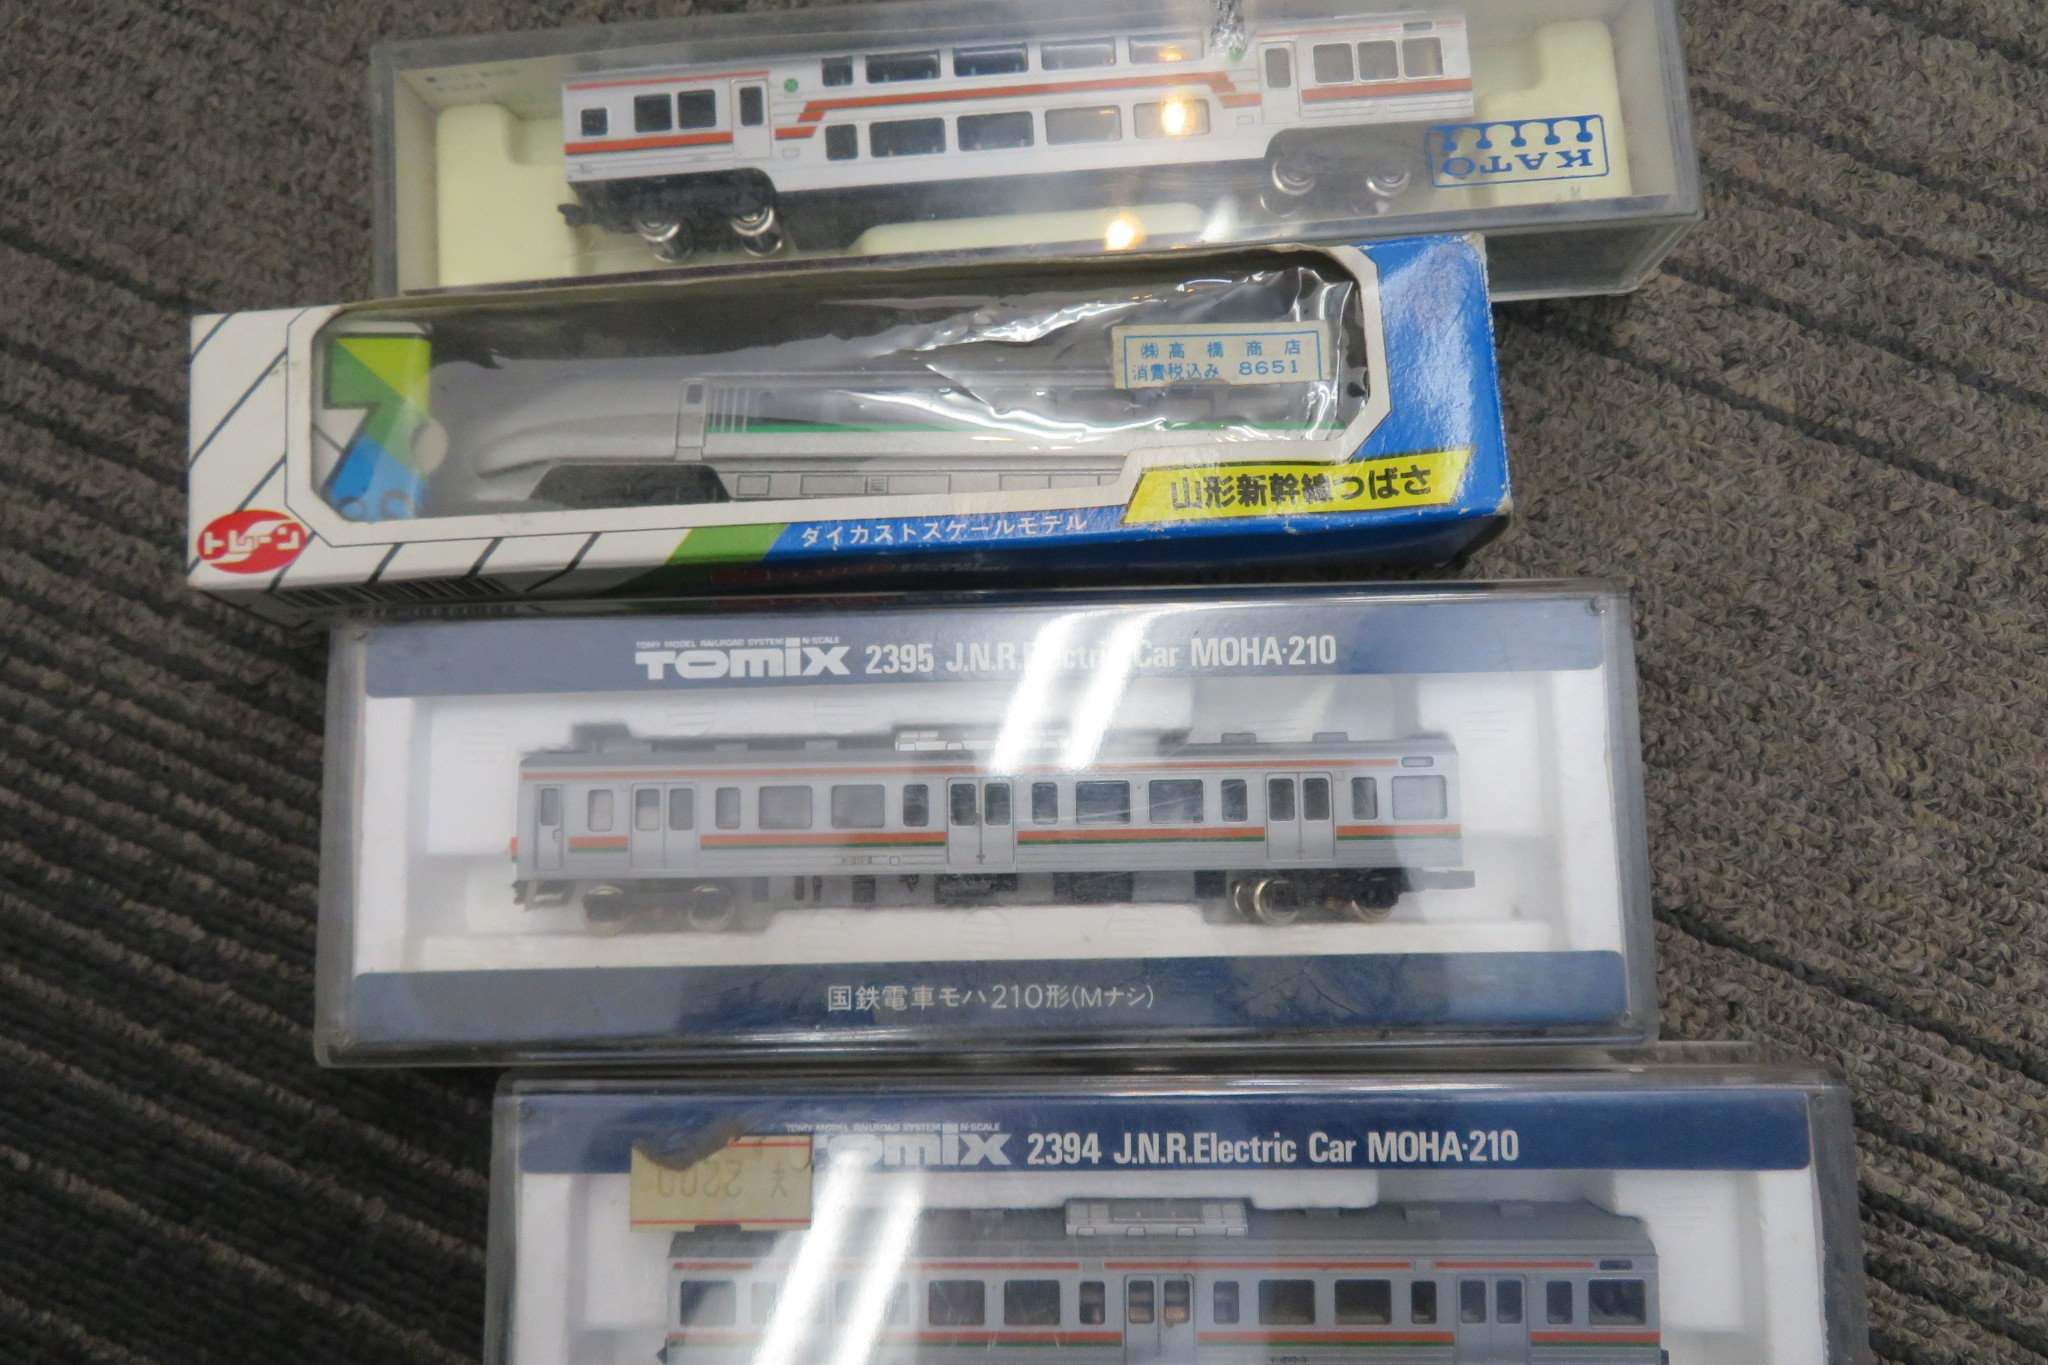 KATO
㈱高橋商店
消費税込み 8651
山形新幹線つばさ
ダイカストスケールモデル
トレーン
TOMY MODEL RAILROAD SYSTEM N-SCALE
TOMIX 2395 J.N.R.Electric Car MOHA·210
国鉄電車モハ210形(Mナシ)
TOMY MODEL RAILROAD SYSTEM N-SCALE
TOMIX 2394 J.N.R.Electric Car MOHA·210
2200